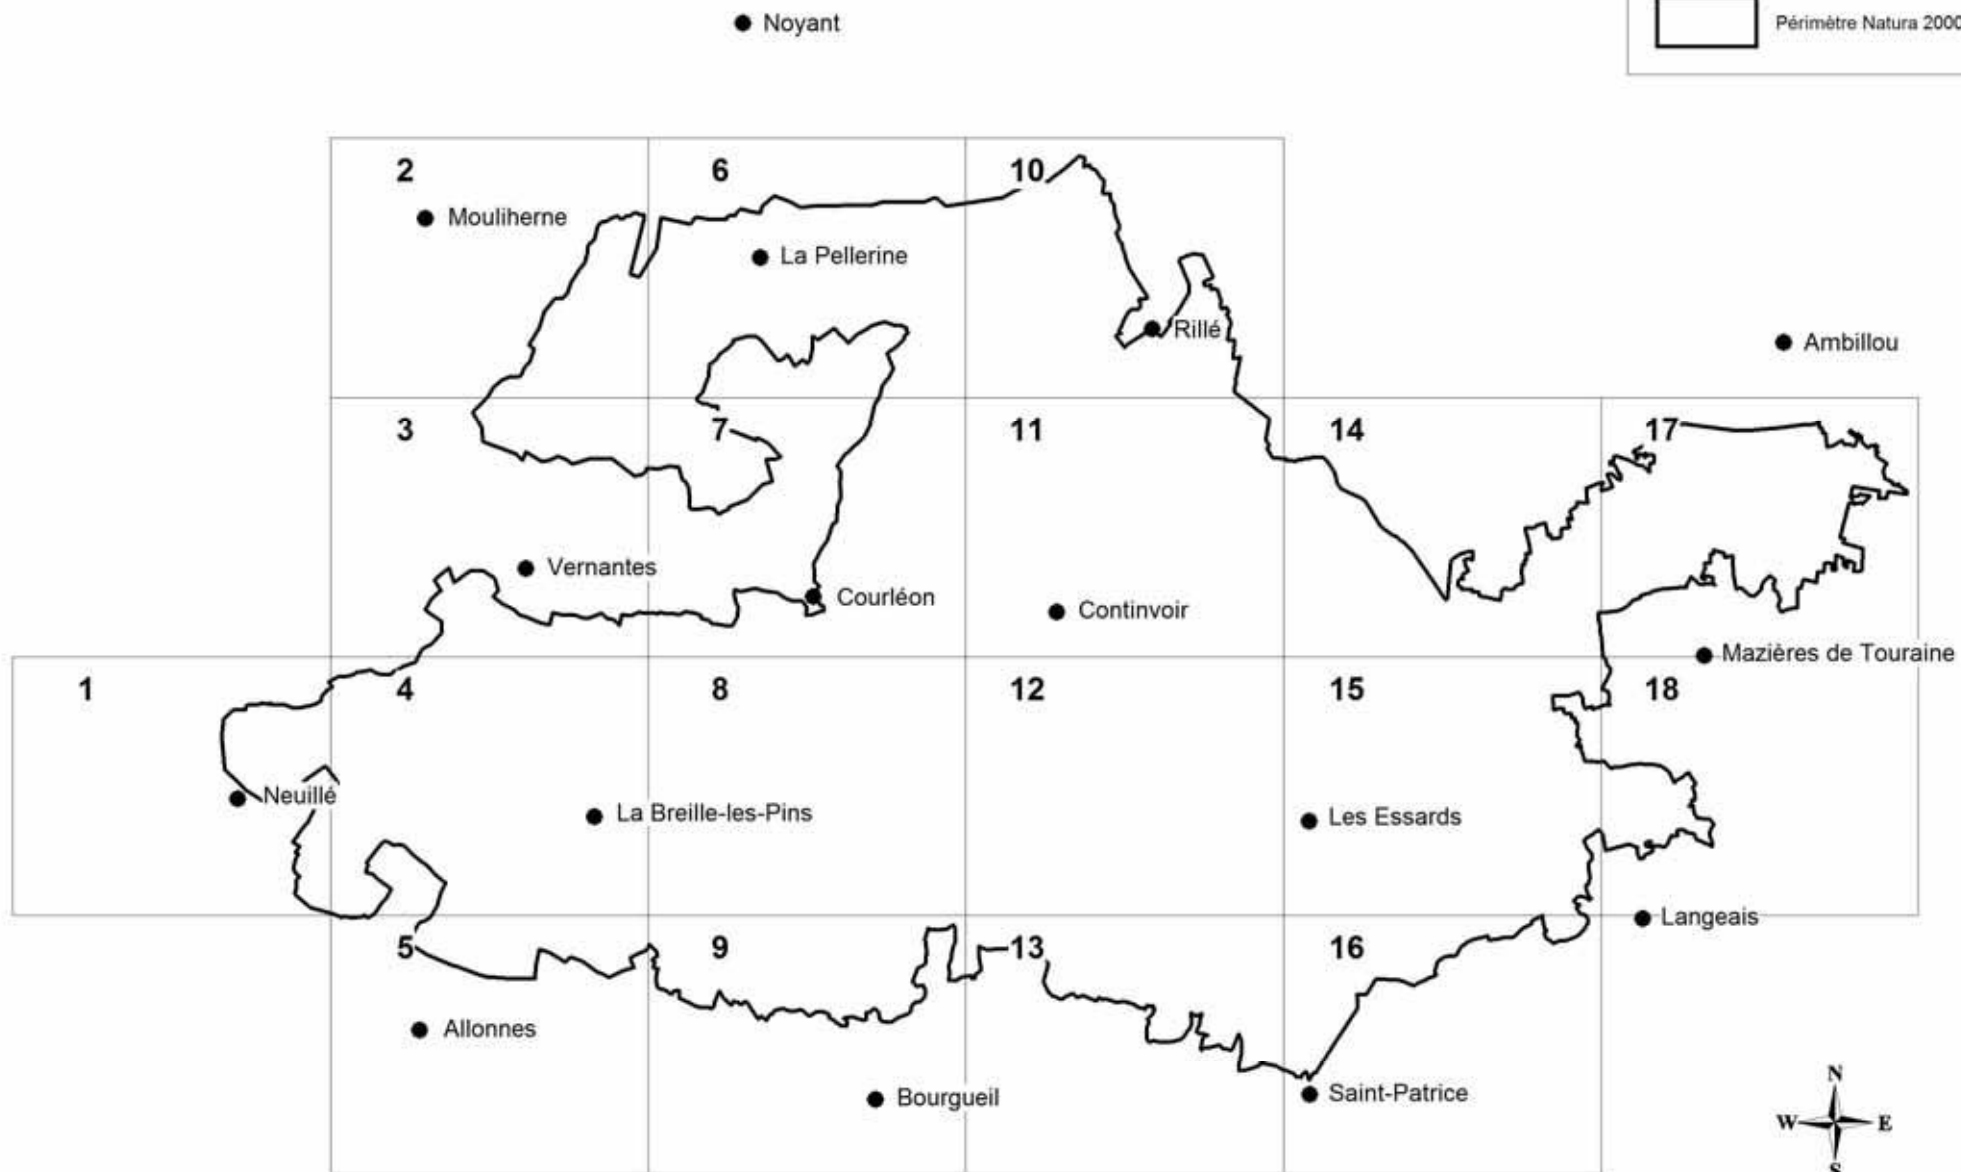 Noyant
Périmètre Natura 2000
2
6
10
Mouliherne
La Pellerine
Rillé
Ambillou
3
7
11
14
17
Vernantes
Courléon
Continvoir
Mazières de Touraine
1
4
8
12
15
18
Neuillé
La Breille-les-Pins
Les Essards
Langeais
5
9
13
16
Allonnes
Bourgueil
Saint-Patrice
N
W
E
S